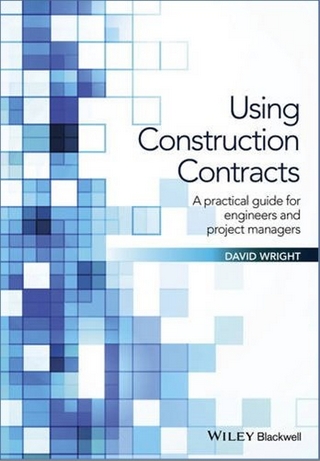 Using
Construction
Contracts
A practical guide for
engineers and
project managers
DAVID WRIGHT
WILEY Blackwell